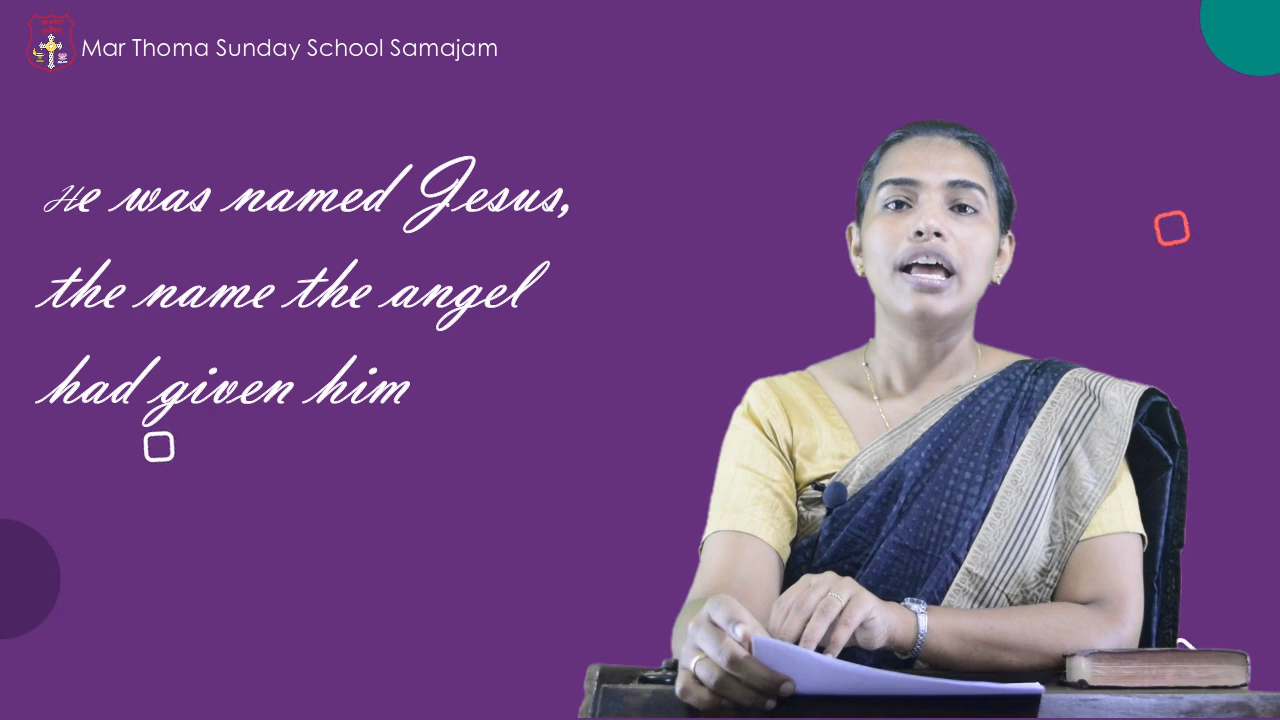 Mar Thoma Sunday School Samajam
He was named Jesus,
the name the angel
had given him